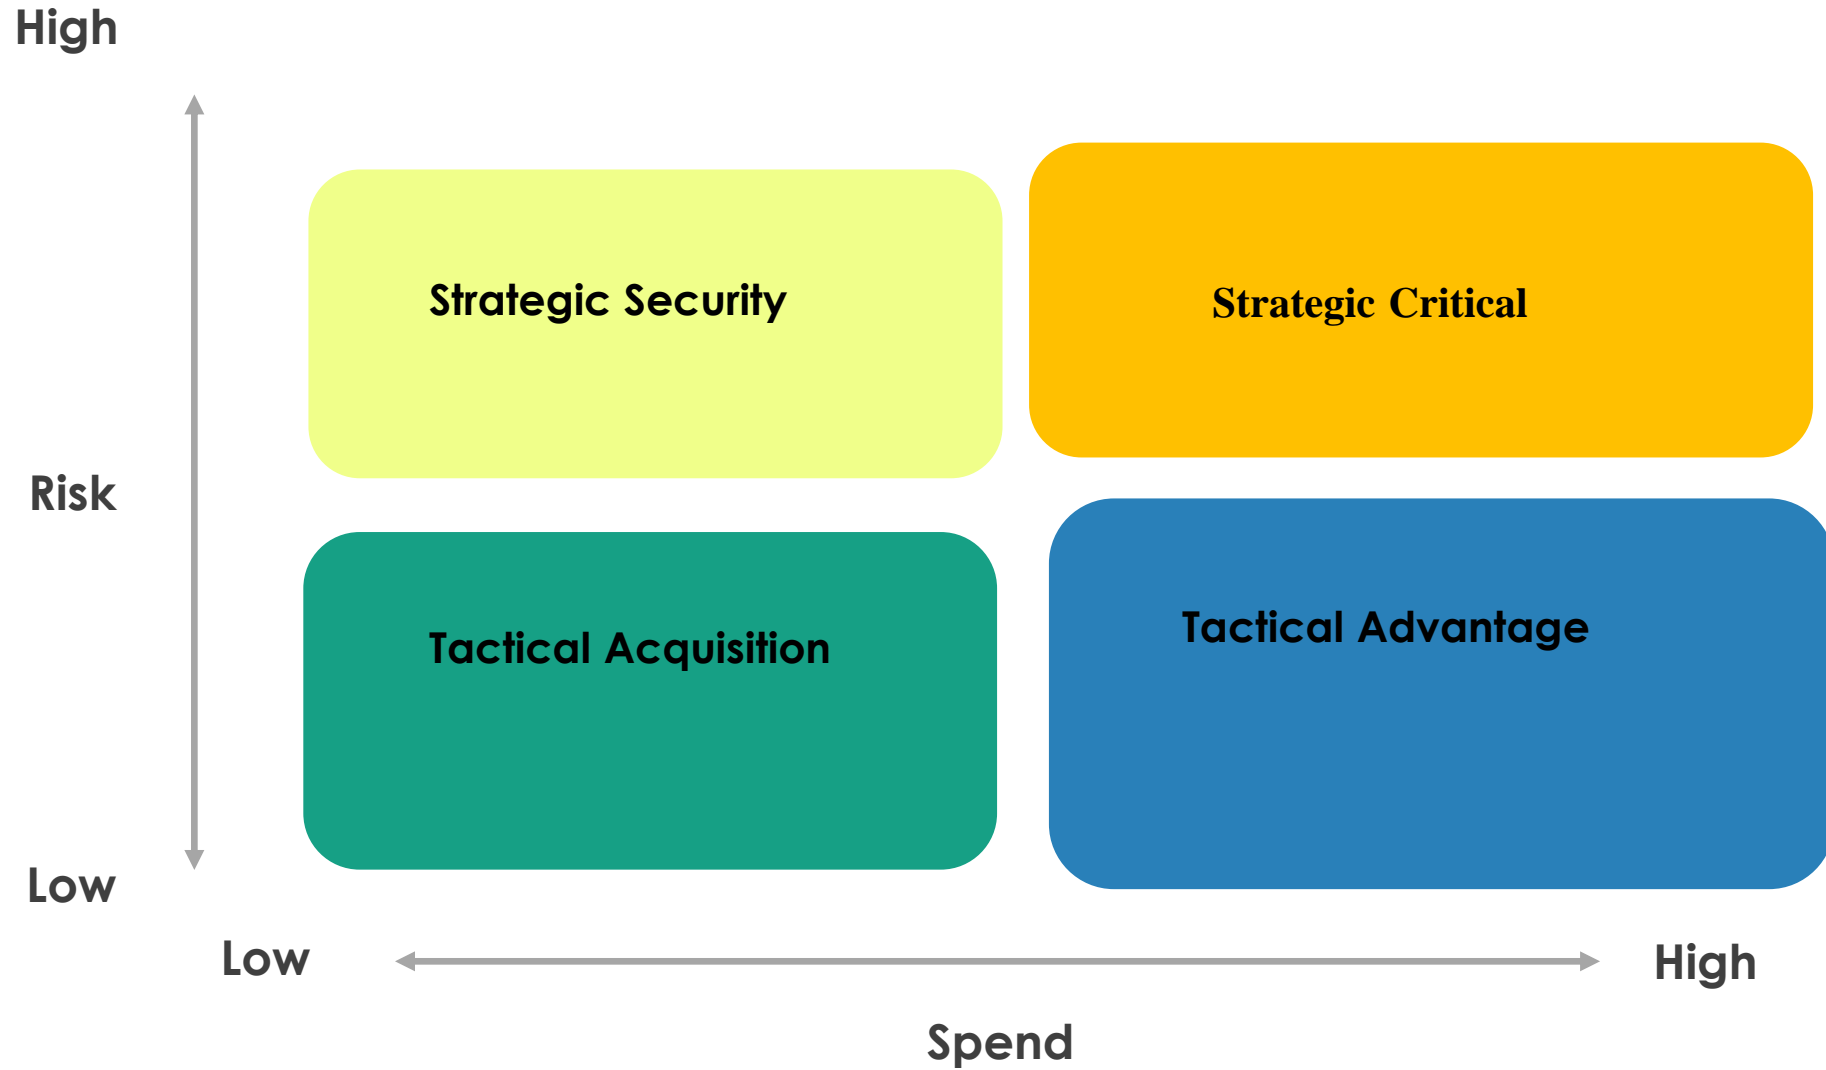 High
Strategic Security
Strategic Critical
Risk
Tactical Acquisition
Tactical Advantage
Low
Low
High
Spend